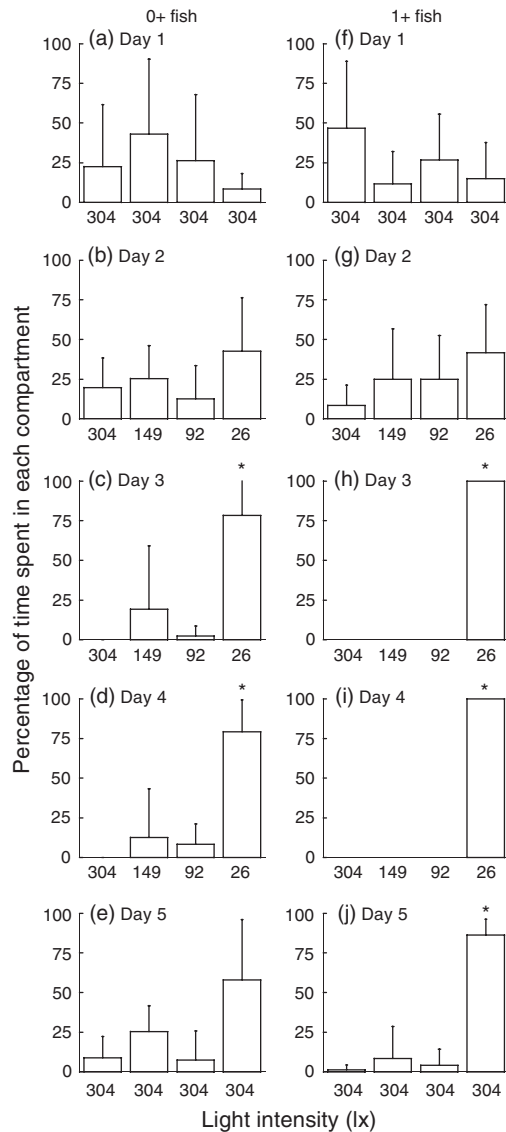 0+ fish 1+ fish
(a) Day 1 (f) Day 1
100 100
75 75
50 50
25 25
0 0
304 304 304 304 304 304 304 304
(b) Day 2 (g) Day 2
100 100
75 75
50 50
25 25
0 0
304 149 92 26 304 149 92 26
* *
(c) Day 3 (h) Day 3
100 100
75 75
50 50
25 25
0 0
304 149 92 26 304 149 92 26
* *
(d) Day 4 (i) Day 4
100 100
75 75
50 50
25 25
0 0
304 149 92 26 304 149 92 26
*
(e) Day 5 (j) Day 5
100 100
75 75
50 50
25 25
0 0
304 304 304 304 304 304 304 304
Percentage of time spent in each compartment
Light intensity (lx)